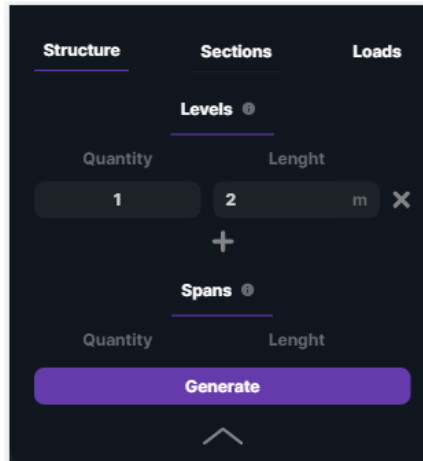 Structure Sections Loads
Levels
Quantity Lenght
1 2 m
Spans
Quantity Lenght
Generate